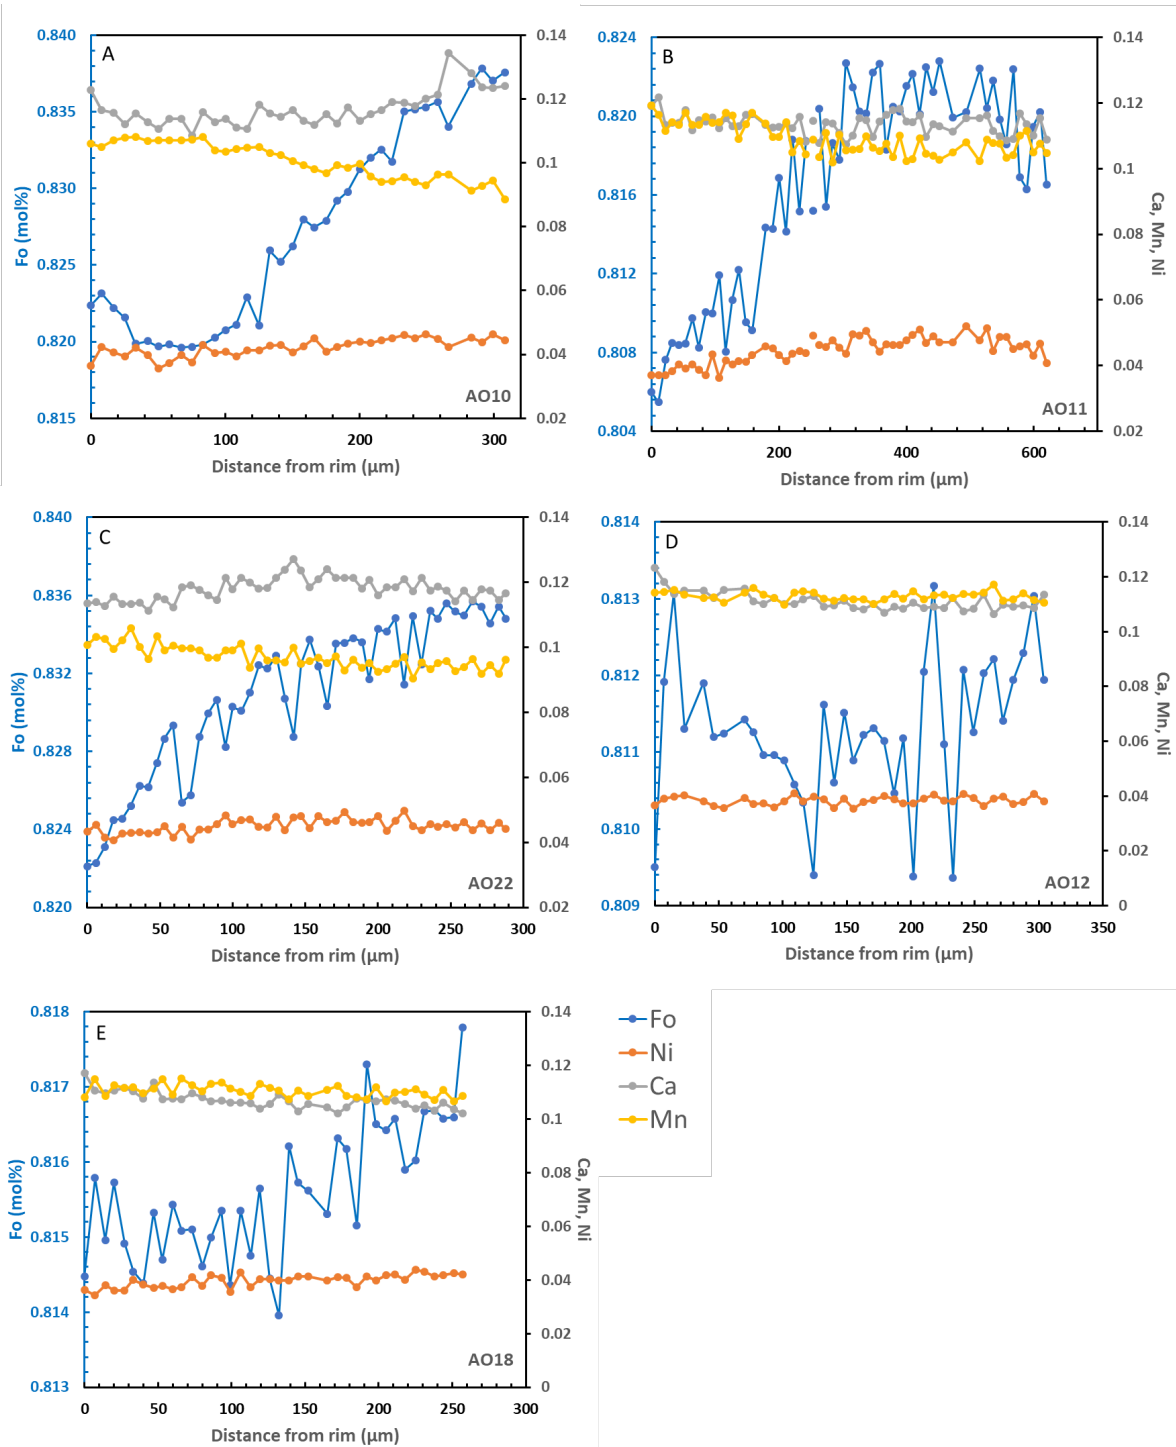 A
0.840
0.835
0.830
0.825
0.820
0.815
Fo (mol%)
0.14
0.12
0.1
0.08
0.06
0.04
0.02
AO10
0 100 200 300
Distance from rim (µm)
B
0.824
0.820
0.816
0.812
0.808
0.804
0.14
0.12
0.1
0.08
0.06
0.04
0.02
Ca, Mn, Ni
AO11
0 200 400 600
Distance from rim (µm)
C
0.840
0.836
0.832
0.828
0.824
0.820
Fo (mol%)
0.14
0.12
0.1
0.08
0.06
0.04
0.02
AO22
0 50 100 150 200 250 300
Distance from rim (µm)
D
0.814
0.813
0.812
0.811
0.810
0.809
0.14
0.12
0.1
0.08
0.06
0.04
0.02
0
Ca, Mn, Ni
AO12
0 50 100 150 200 250 300 350
Distance from rim (µm)
E
0.818
0.817
0.816
0.815
0.814
0.813
Fo (mol%)
0.14
0.12
0.1
0.08
0.06
0.04
0.02
0
Ca, Mn, Ni
AO18
0 50 100 150 200 250 300
Distance from rim (µm)
Fo
Ni
Ca
Mn